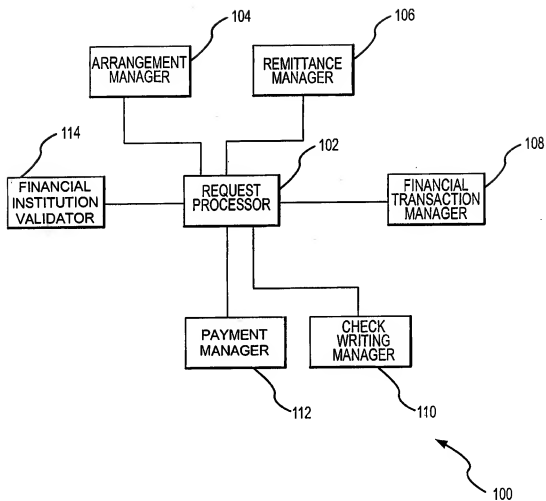 104
106
ARRANGEMENT
MANAGER
REMITTANCE
MANAGER
114
102
108
FINANCIAL
INSTITUTION
VALIDATOR
REQUEST
PROCESSOR
FINANCIAL
TRANSACTION
MANAGER
PAYMENT
MANAGER
CHECK
WRITING
MANAGER
112
110
100